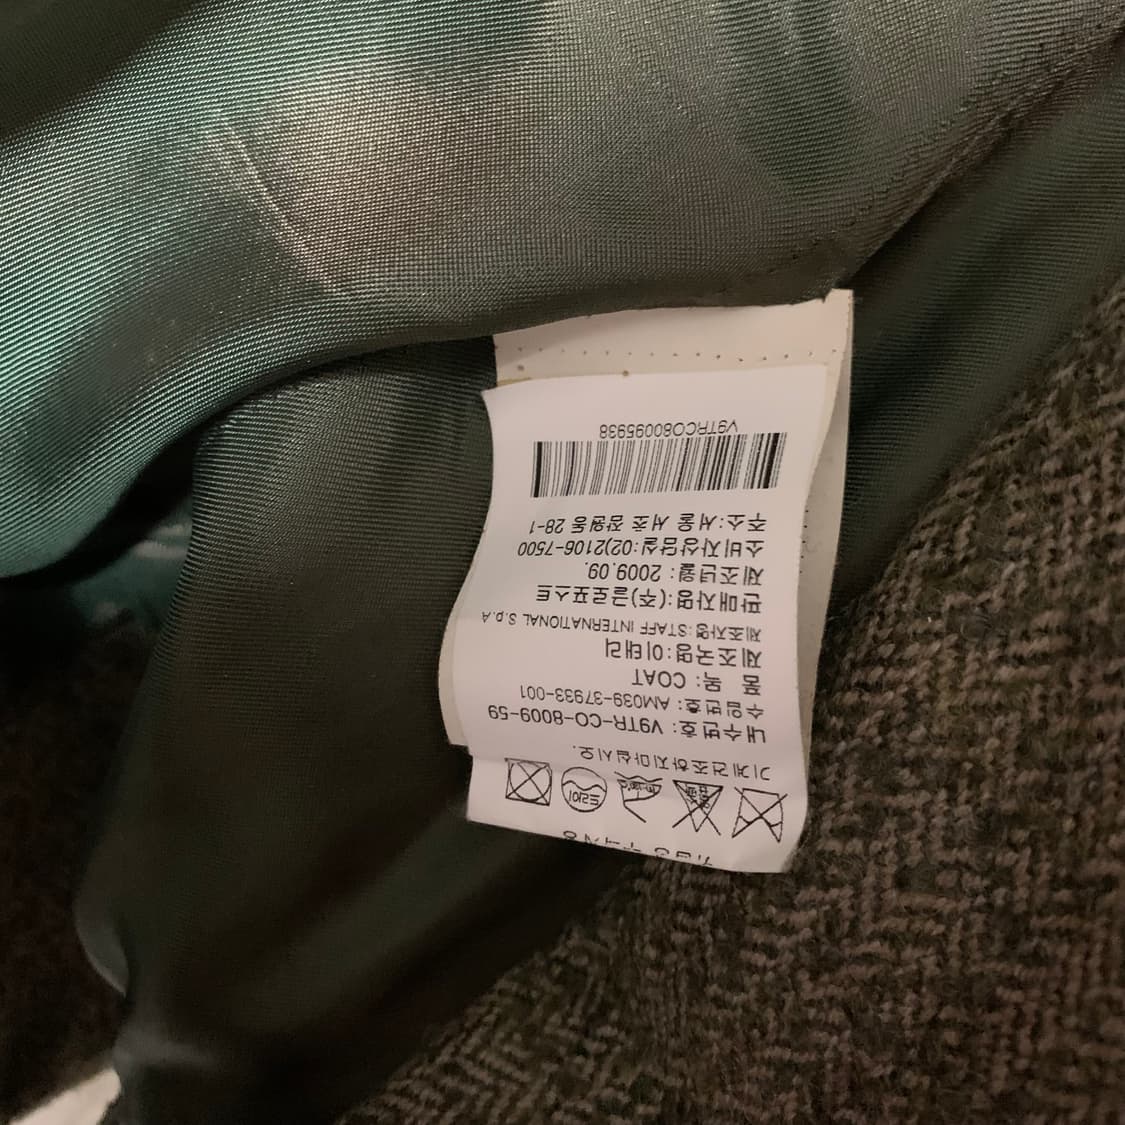 기계건조하지마십시오.
내수번호: V9TR-CO-8009-59
수입번호: AM039-37933-001
품 목: COAT
제조국명:이태리
제조자명:STAFF INTERNATIONAL S.p.A
판매자명:(주)글로포스트
제조년월: 2009.09.
소비자상담실:02)2106-7500
주소:서울 서초 잠원동 28-1
V9TRCO80095938